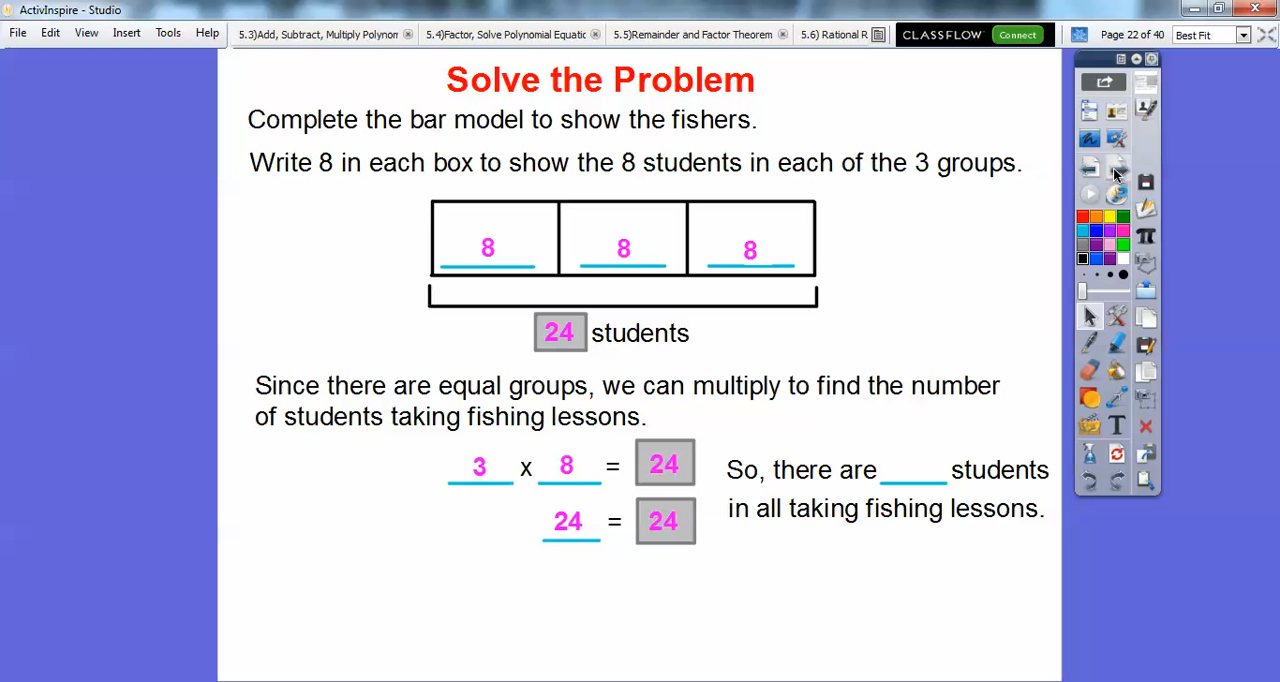 ActivInspire - Studio
File Edit View Insert Tools Help 5.3)Add, Subtract, Multiply Polynon 5.4)Factor, Solve Polynomial Equatic 5.5)Remainder and Factor Theorem 5.6) Rational R CLASSFLOW Connect Page 22 of 40 Best Fit
Solve the Problem
Complete the bar model to show the fishers.
Write 8 in each box to show the 8 students in each of the 3 groups.
8 8 8
24 students
Since there are equal groups, we can multiply to find the number
of students taking fishing lessons.
3 x 8 = 24
24 = 24
So, there are _____ students
in all taking fishing lessons.